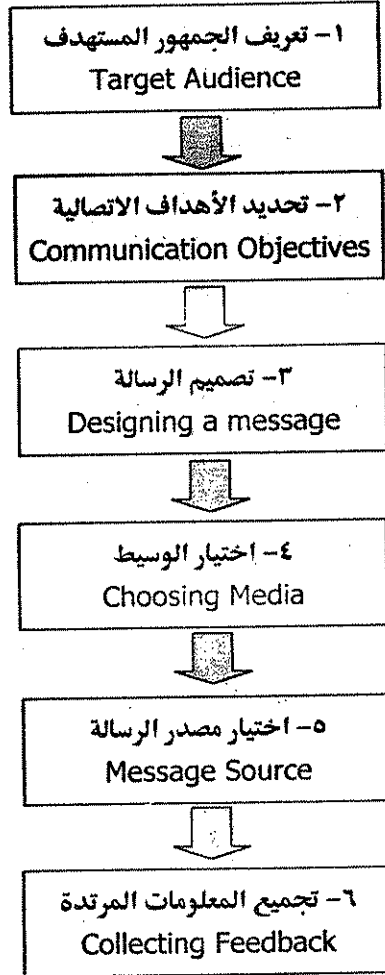 ١- تعريف الجمهور المستهدف
Target Audience
٢- تحديد الأهداف الاتصالية
Communication Objectives
٣- تصميم الرسالة
Designing a message
٤- اختيار الوسيط
Choosing Media
٥- اختيار مصدر الرسالة
Message Source
٦- تجميع المعلومات المرتدة
Collecting Feedback